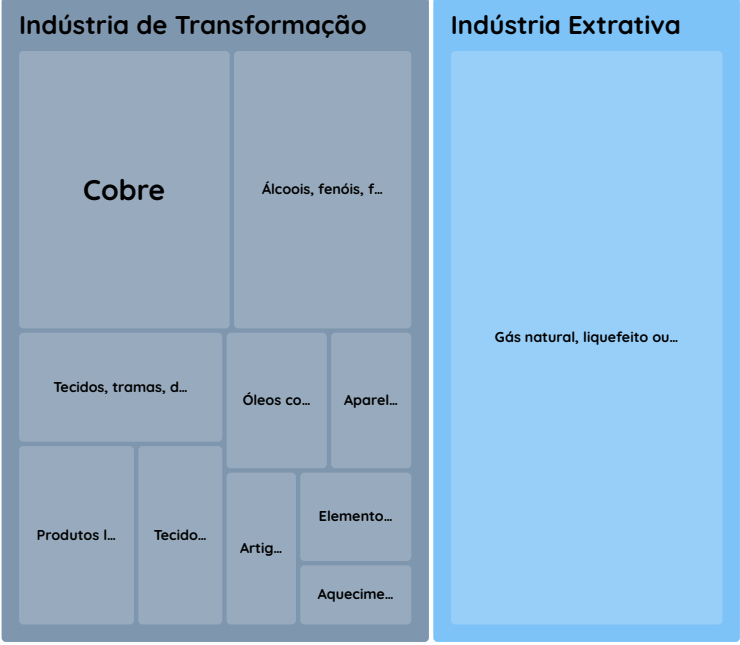 Indústria de Transformação
Cobre
Álcoois, fenóis, f...
Tecidos, tramas, d...
Óleos co...
Aparel...
Produtos l...
Tecido...
Artig...
Elemento...
Aquecime...
Indústria Extrativa
Gás natural, liquefeito ou...